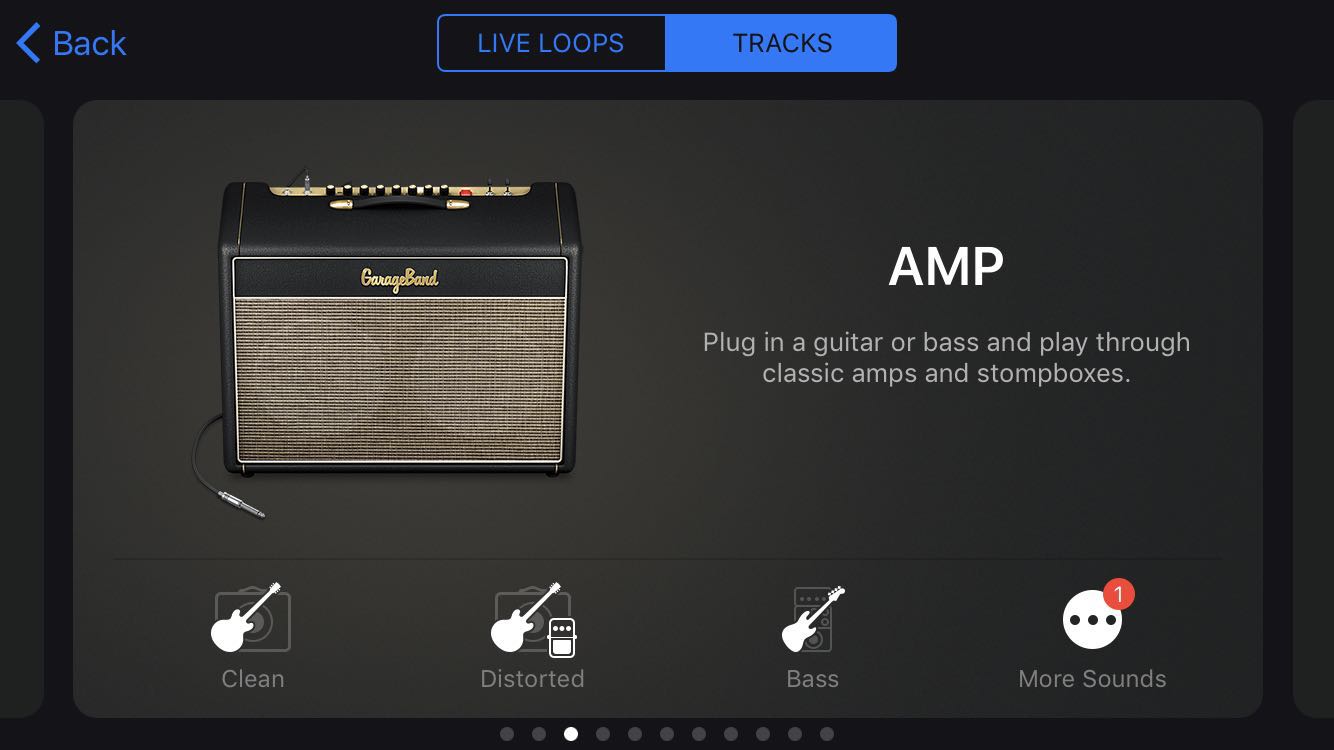 Back
LIVE LOOPS
TRACKS
GarageBand
AMP
Plug in a guitar or bass and play through
classic amps and stompboxes.
Clean
Distorted
Bass
1
More Sounds